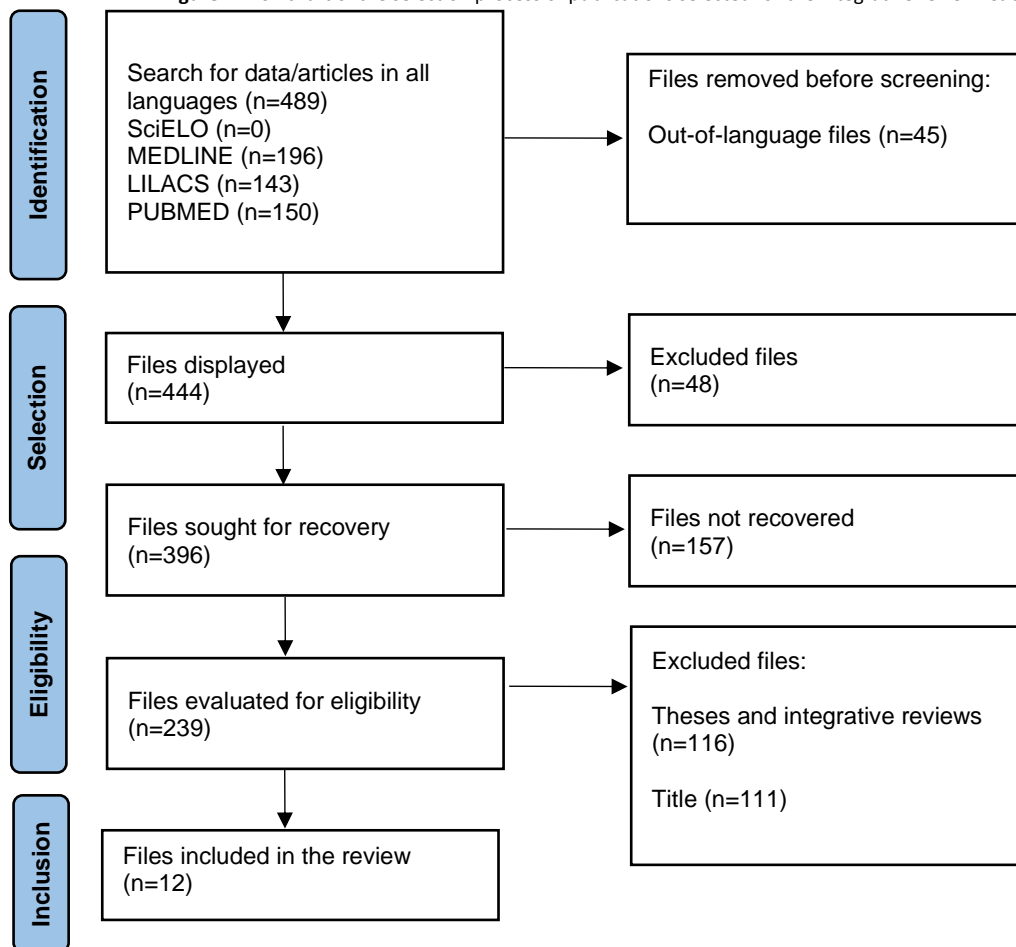 Identification
Search for data/articles in all
languages (n=489)
SciELO (n=0)
MEDLINE (n=196)
LILACS (n=143)
PUBMED (n=150)
Files removed before screening:
Out-of-language files (n=45)
Selection
Files displayed
(n=444)
Excluded files
(n=48)
Files sought for recovery
(n=396)
Files not recovered
(n=157)
Eligibility
Files evaluated for eligibility
(n=239)
Excluded files:
Theses and integrative reviews
(n=116)
Title (n=111)
Inclusion
Files included in the review
(n=12)